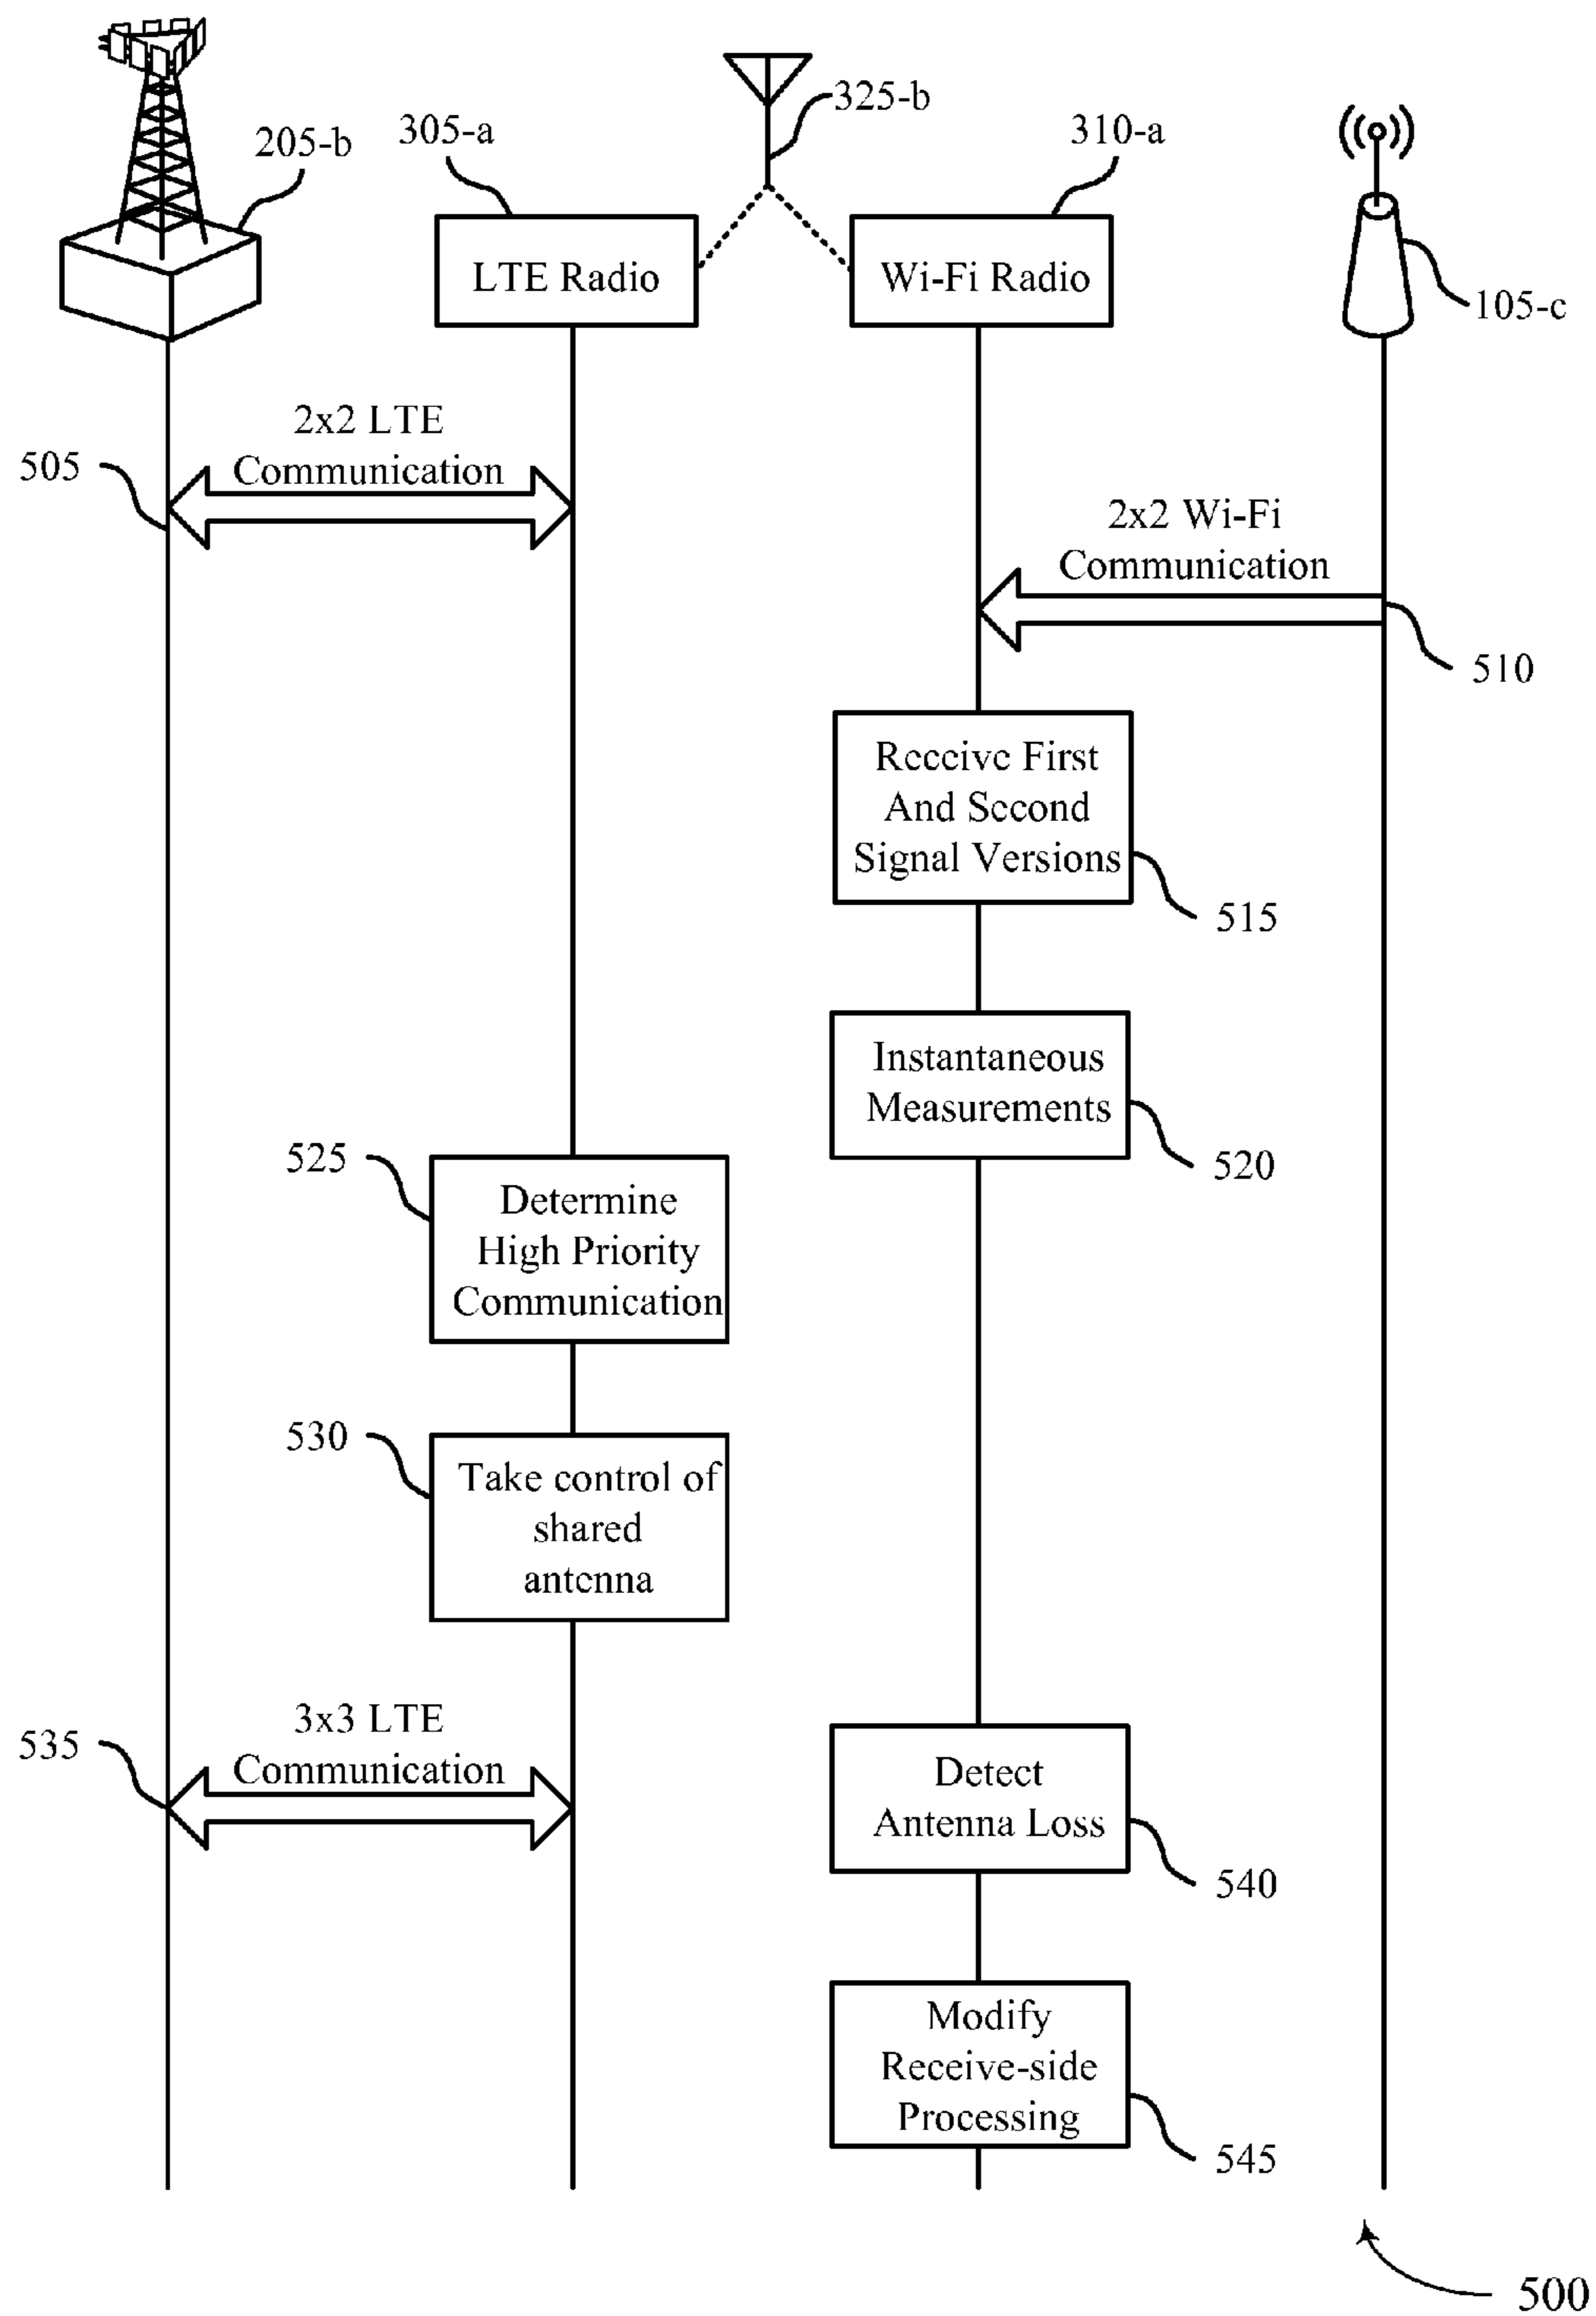 325-b
205-b
305-a
310-a
LTE Radio
Wi-Fi Radio
105-c
2x2 LTE
Communication
505
2x2 Wi-Fi
Communication
510
Receive First
And Second
Signal Versions
515
Instantaneous
Measurements
520
525
Determine
High Priority
Communication
530
Take control of
shared
antenna
535
3x3 LTE
Communication
Detect
Antenna Loss
540
Modify
Receive-side
Processing
545
500